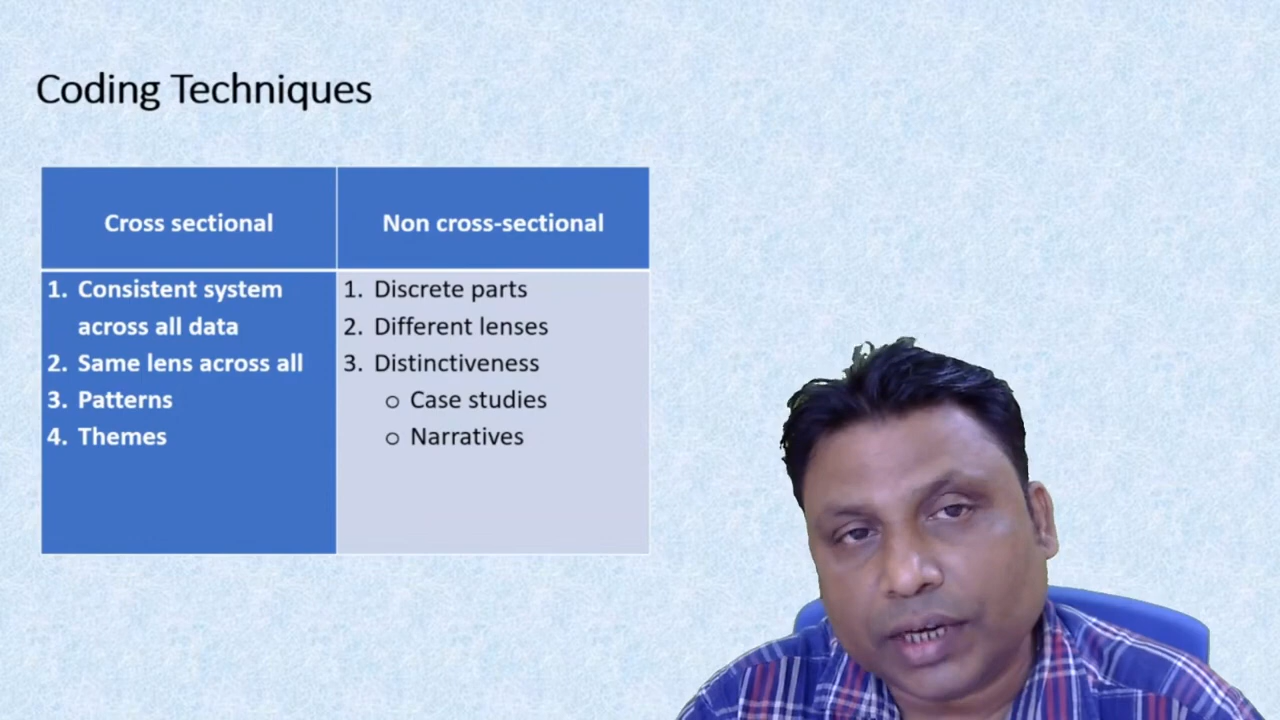 Coding Techniques
Cross sectional
Non cross-sectional
1. Consistent system
across all data
2. Same lens across all
3. Patterns
4. Themes
1. Discrete parts
2. Different lenses
3. Distinctiveness
o Case studies
o Narratives